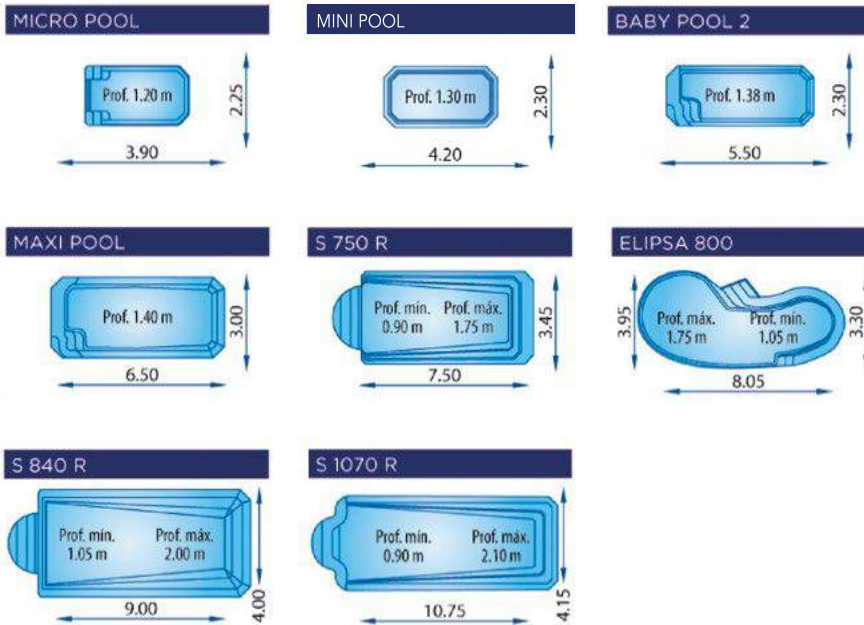 MICRO POOL
Prof. 1.20 m
2.25
3.90
MINI POOL
Prof. 1.30 m
2.30
4.20
BABY POOL 2
Prof. 1.38 m
2.30
5.50
MAXI POOL
Prof. 1.40 m
3.00
6.50
S 750 R
Prof. mín.
0.90 m
Prof. máx.
1.75 m
3.45
7.50
ELIPSA 800
3.95
Prof. máx.
1.75 m
Prof. mín.
1.05 m
3.30
8.05
S 840 R
Prof. mín.
1.05 m
Prof. máx.
2.00 m
4.00
9.00
S 1070 R
Prof. mín.
0.90 m
Prof. máx.
2.10 m
4.15
10.75